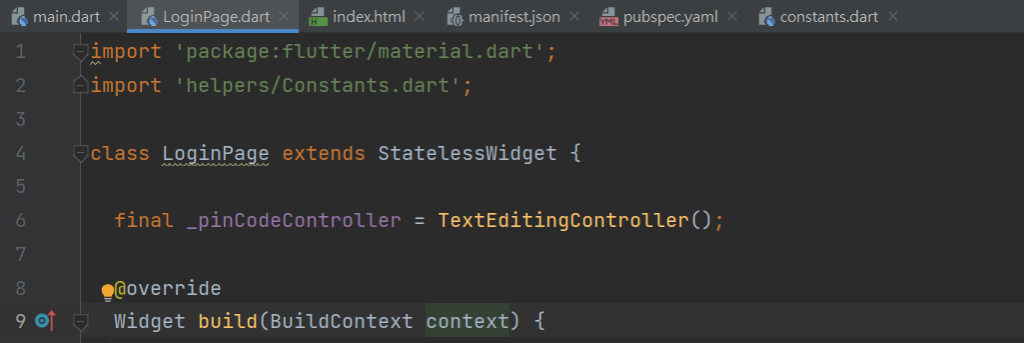 main.dart LoginPage.dart index.html manifest.json pubspec.yaml constants.dart
1 import 'package:flutter/material.dart';
2 import 'helpers/Constants.dart';
3
4 class LoginPage extends StatelessWidget {
5
6 final _pinCodeController = TextEditingController();
7
8 @override
9 Widget build(BuildContext context) {